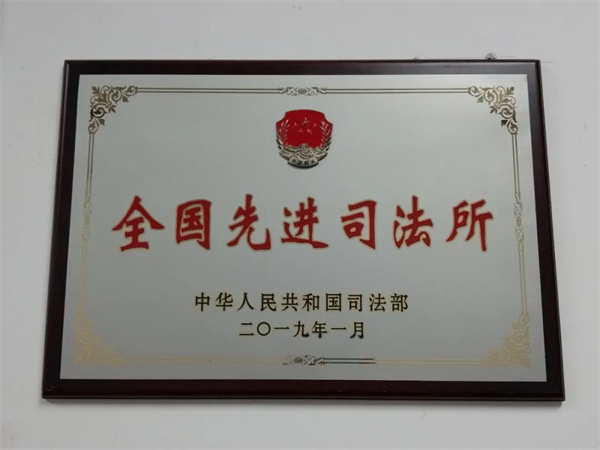 全国先进司法所
中华人民共和国司法部
二〇一九年一月